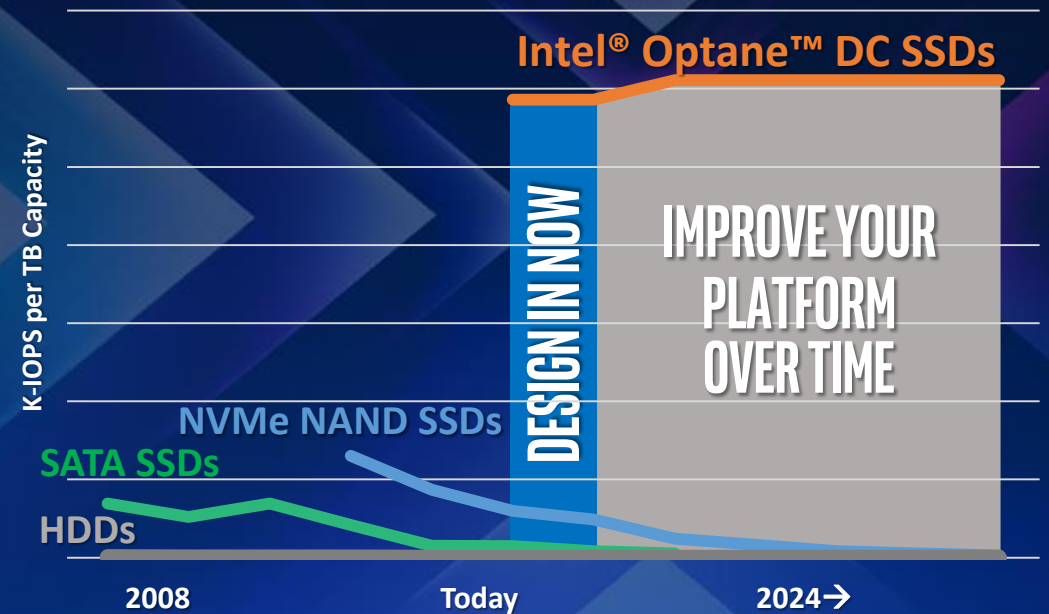 Intel® Optane™ DC SSDs
K-IOPS per TB Capacity
DESIGN IN NOW
IMPROVE YOUR
PLATFORM
OVER TIME
NVMe NAND SSDs
SATA SSDs
HDDs
2008
Today
2024→